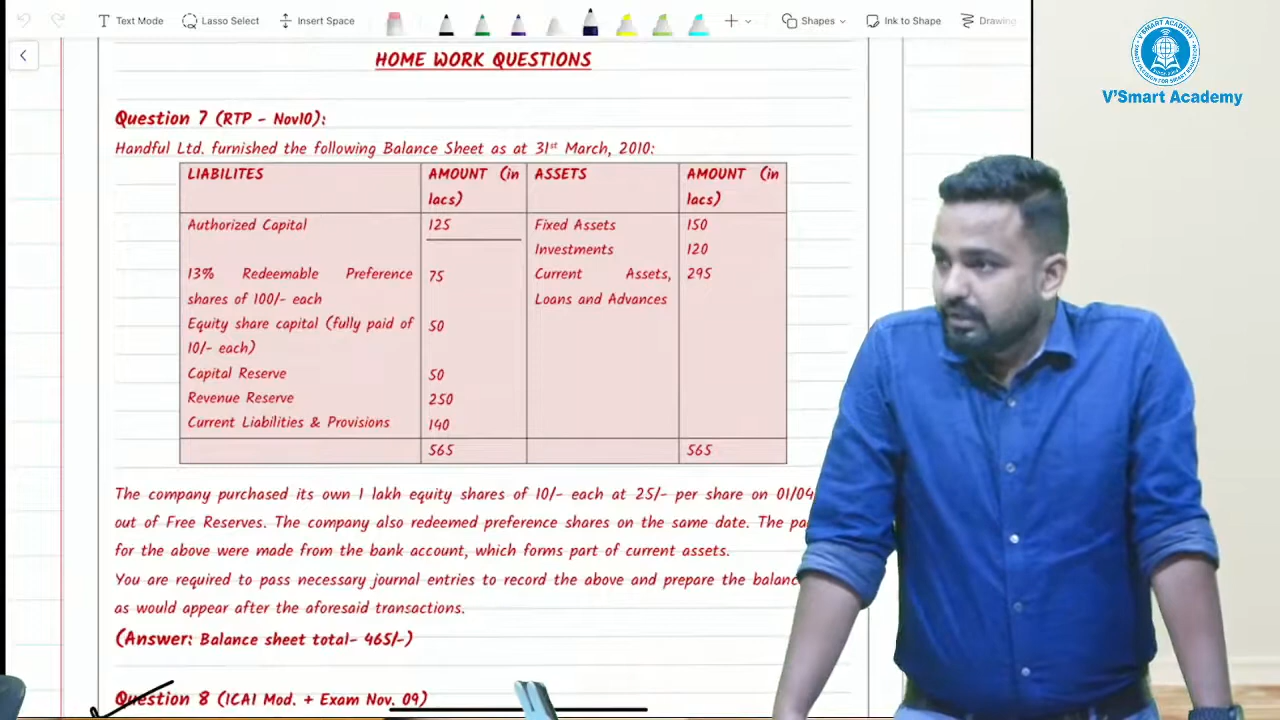 Text Mode Lasso Select Insert Space Shapes Ink to Shape Drawing
V'SMART ACADEMY
V'Smart Academy
HOME WORK QUESTIONS
Question 7 (RTP - Nov10):
Handful Ltd. furnished the following Balance Sheet as at 31st March, 2010:
LIABILITES AMOUNT (in lacs) ASSETS AMOUNT (in lacs)
Authorized Capital 125 Fixed Assets 150
Investments 120
13% Redeemable Preference 75 Current Assets, 295
shares of 100/- each Loans and Advances
Equity share capital (fully paid of 50
10/- each)
Capital Reserve 50
Revenue Reserve 250
Current Liabilities & Provisions 140
565 565
The company purchased its own 1 lakh equity shares of 10/- each at 25/- per share on 01/04
out of Free Reserves. The company also redeemed preference shares on the same date. The
for the above were made from the bank account, which forms part of current assets.
You are required to pass necessary journal entries to record the above and prepare the
as would appear after the aforesaid transactions.
(Answer: Balance sheet total- 465/-)
Question 8 (ICAI Mod. + Exam Nov. 09)